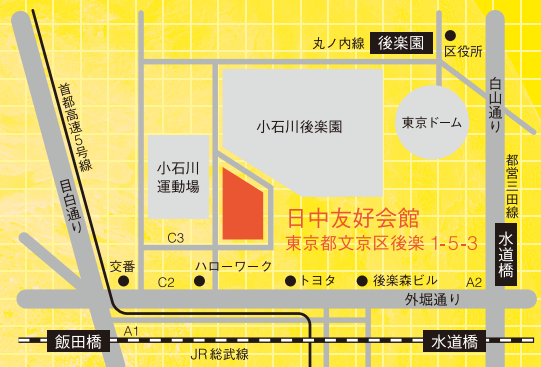 丸ノ内線 後楽園
区役所
首都高速5号線
目白通り
小石川後楽園
東京ドーム
白山通り
都営三田線
水道橋
小石川
運動場
日中友好会館
東京都文京区後楽 1-5-3
C3
交番
C2
ハローワーク
トヨタ
後楽森ビル
A2
外堀通り
A1
飯田橋
水道橋
JR総武線